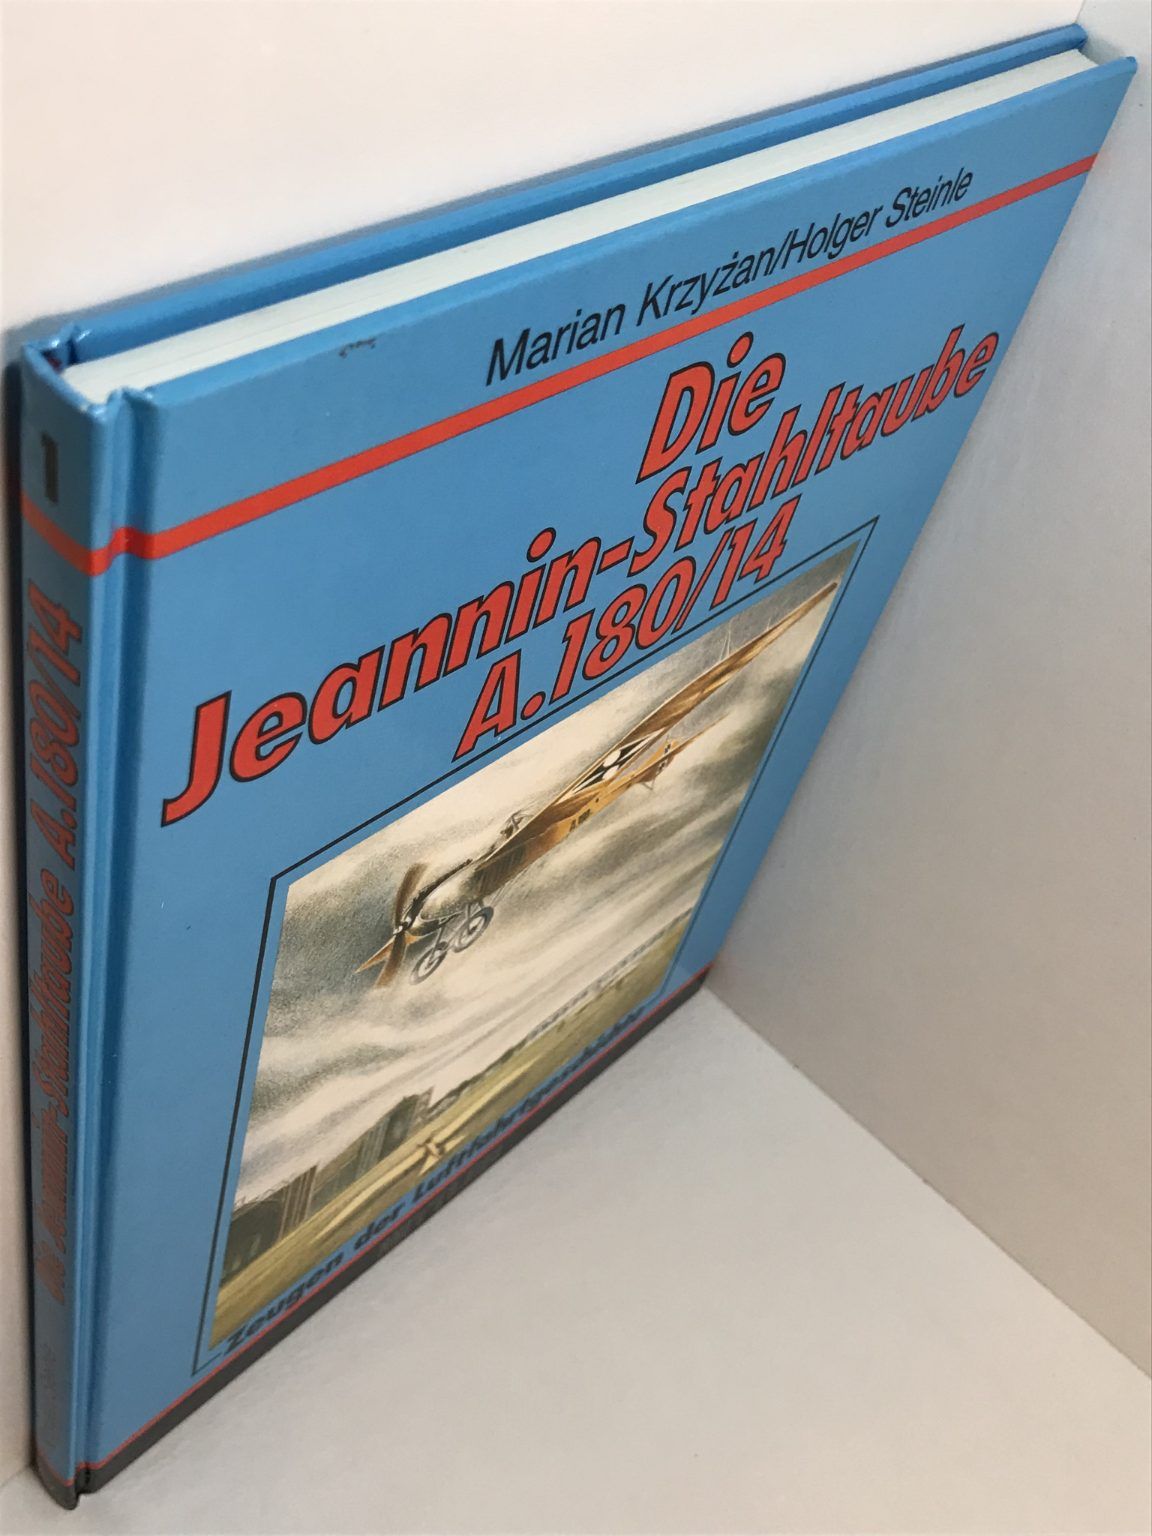 Marian Krzyżan/Holger Steinle
Die
Jeannin-Stahltaube
A.180/14
Zeugen der Luftfahrtgeschichte
1
Die Jeannin-Stahltaube A.180/14